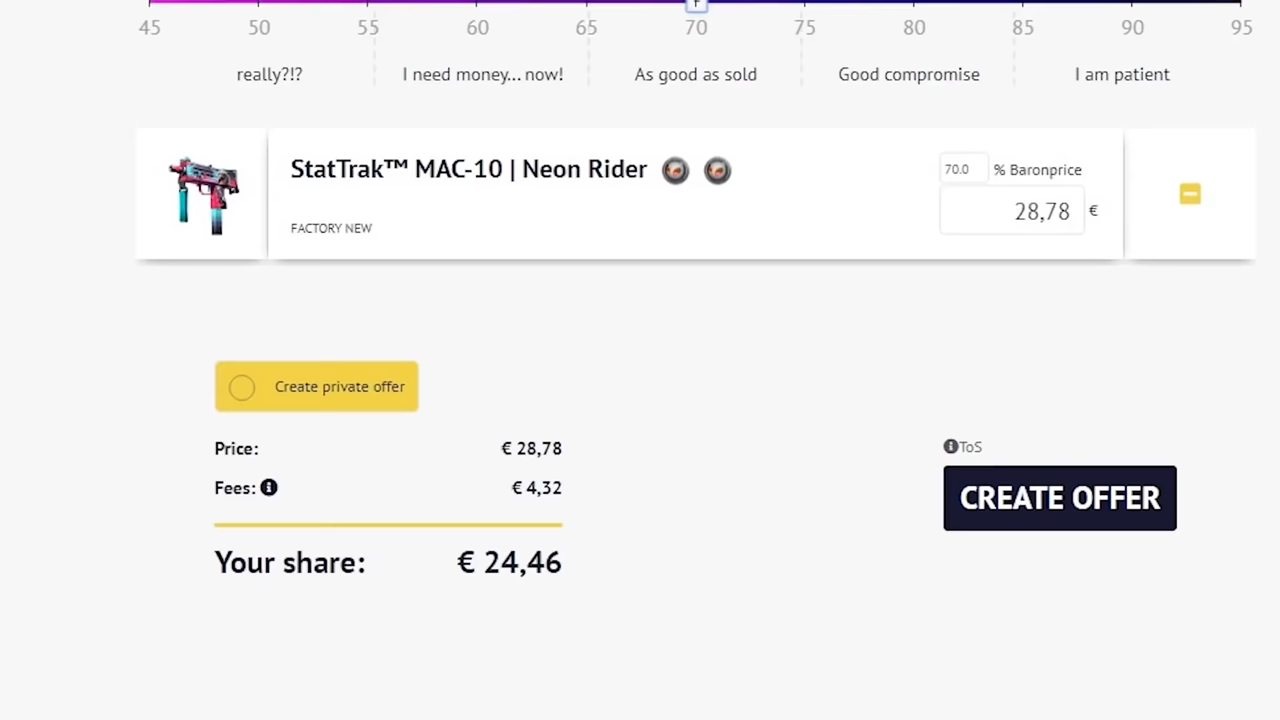 45 50 55 60 65 70 75 80 85 90 95
really?!? I need money... now! As good as sold Good compromise I am patient
StatTrak™ MAC-10 | Neon Rider
70.0 % Baronprice
28,78 €
FACTORY NEW
Create private offer
Price: € 28,78
Fees: € 4,32
Your share: € 24,46
ToS
CREATE OFFER